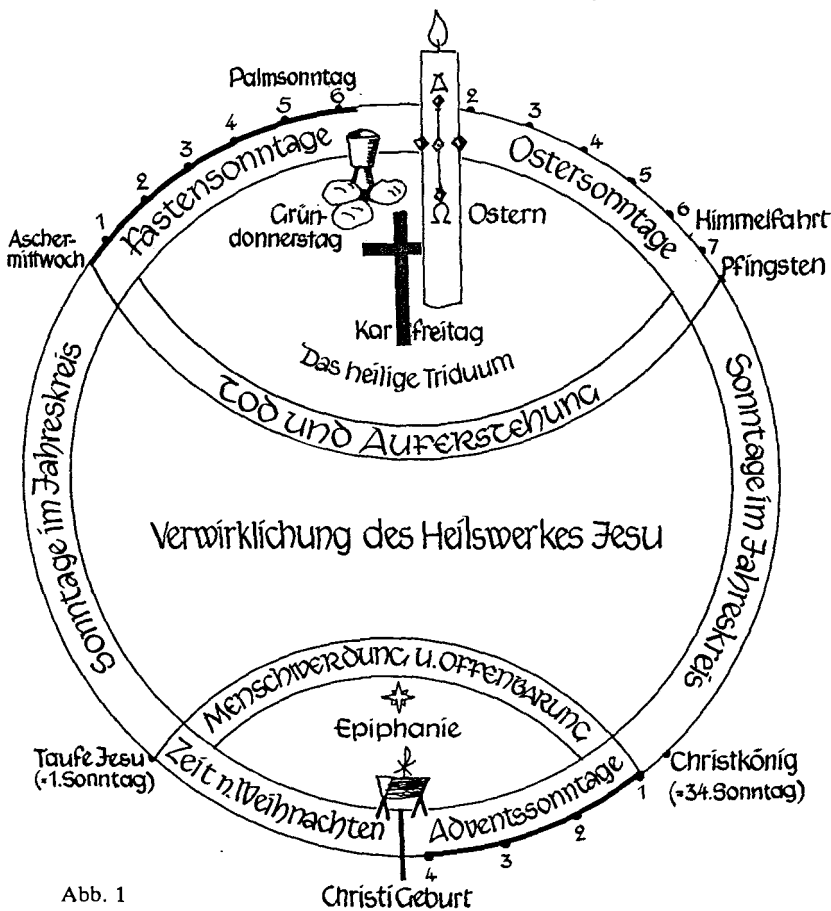 Palmsonntag
1 2 3 4 5 6
Fastensonntage
Ascher-
mittwoch
Grün-
donnerstag
A
Ω
Ostern
2 3 4 5 6 7
Ostersonntage
Himmelfahrt
Pfingsten
Karfreitag
Das heilige Triduum
Tod und Auferstehung
Sonntage im Jahreskreis
Sonntage im Jahreskreis
Verwirklichung des Heilswerkes Jesu
Menschwerdung u. Offenbarung
Epiphanie
Taufe Jesu
(=1.Sonntag)
Zeit n. Weihnachten
Adventssonntage
1 2 3 4
Christkönig
(=34.Sonntag)
Christi Geburt
Abb. 1